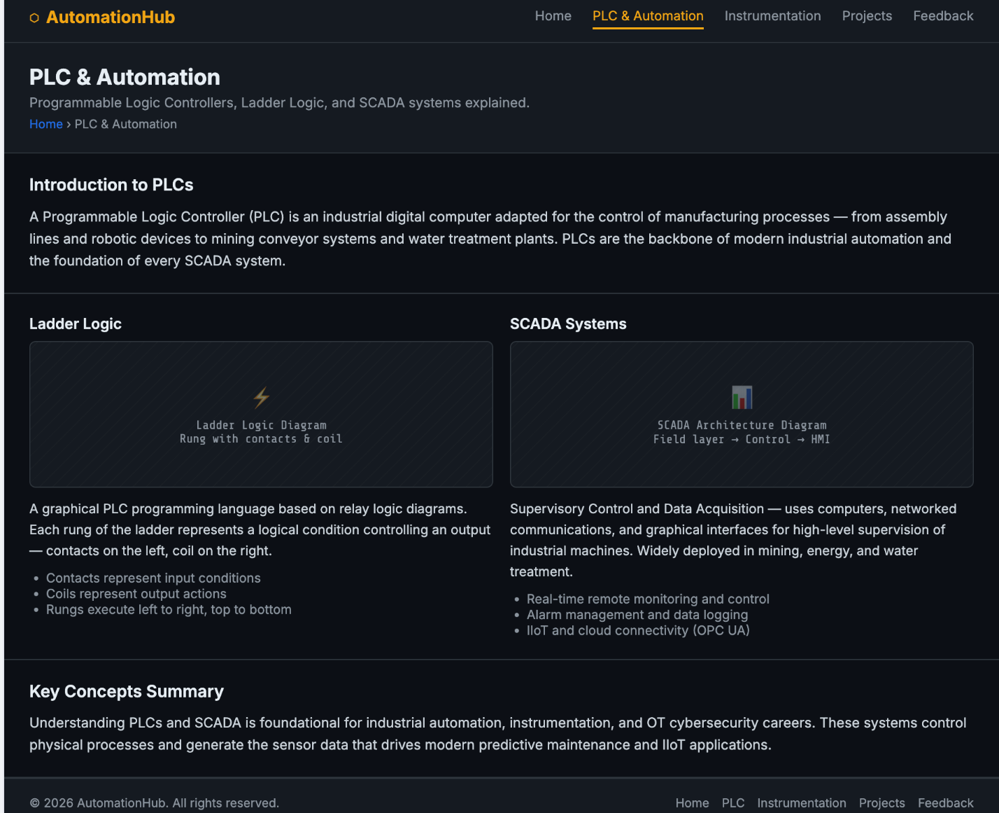 AutomationHub
Home PLC & Automation Instrumentation Projects Feedback
PLC & Automation
Programmable Logic Controllers, Ladder Logic, and SCADA systems explained.
Home › PLC & Automation
Introduction to PLCs
A Programmable Logic Controller (PLC) is an industrial digital computer adapted for the control of manufacturing processes — from assembly
lines and robotic devices to mining conveyor systems and water treatment plants. PLCs are the backbone of modern industrial automation and
the foundation of every SCADA system.
Ladder Logic
Ladder Logic Diagram
Rung with contacts & coil
A graphical PLC programming language based on relay logic diagrams.
Each rung of the ladder represents a logical condition controlling an output
— contacts on the left, coil on the right.
• Contacts represent input conditions
• Coils represent output actions
• Rungs execute left to right, top to bottom
SCADA Systems
SCADA Architecture Diagram
Field layer → Control → HMI
Supervisory Control and Data Acquisition — uses computers, networked
communications, and graphical interfaces for high-level supervision of
industrial machines. Widely deployed in mining, energy, and water
treatment.
• Real-time remote monitoring and control
• Alarm management and data logging
• IIoT and cloud connectivity (OPC UA)
Key Concepts Summary
Understanding PLCs and SCADA is foundational for industrial automation, instrumentation, and OT cybersecurity careers. These systems control
physical processes and generate the sensor data that drives modern predictive maintenance and IIoT applications.
© 2026 AutomationHub. All rights reserved.
Home PLC Instrumentation Projects Feedback